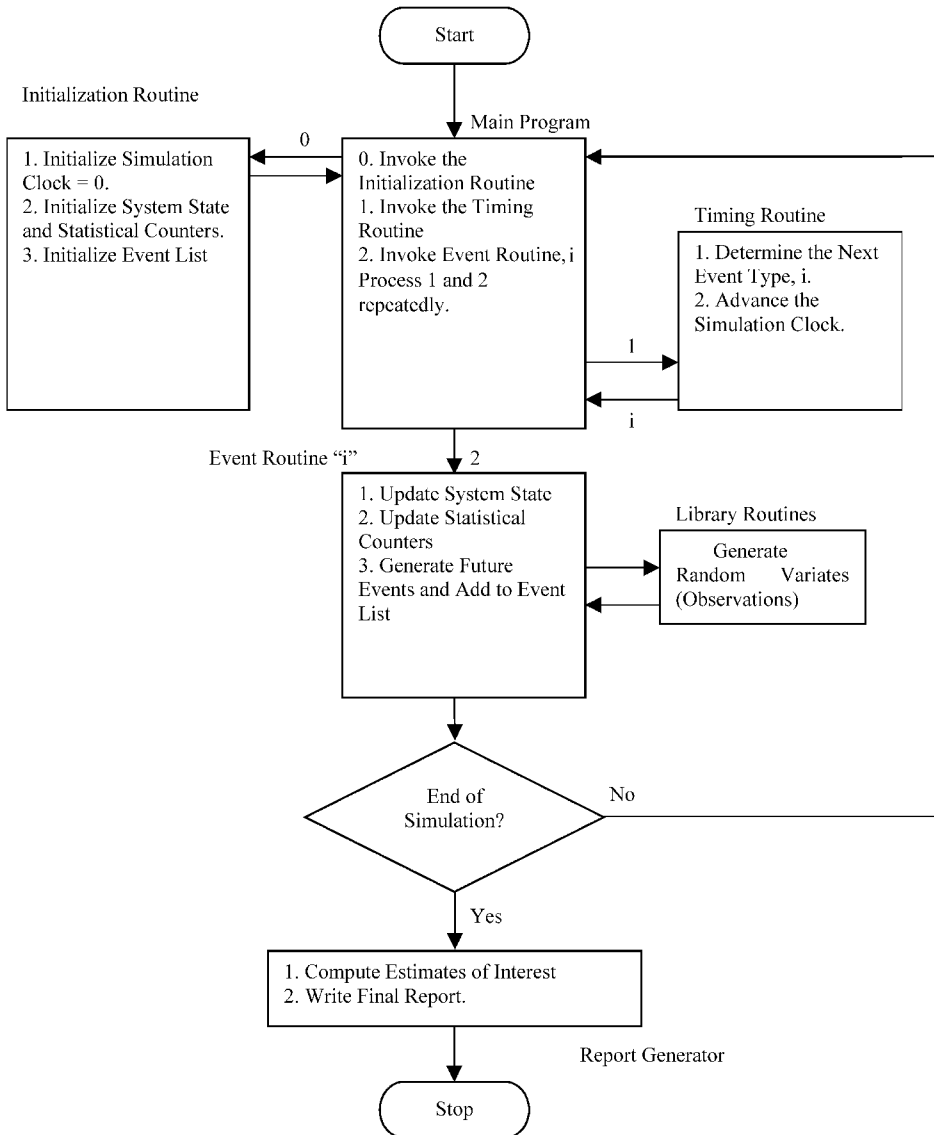 Start
Initialization Routine
Main Program
0
1. Initialize Simulation
Clock = 0.
2. Initialize System State
and Statistical Counters.
3. Initialize Event List
0. Invoke the
Initialization Routine
1. Invoke the Timing
Routine
2. Invoke Event Routine, i
Process 1 and 2
repeatedly.
Timing Routine
1. Determine the Next
Event Type, i.
2. Advance the
Simulation Clock.
1
i
Event Routine “i”
2
1. Update System State
2. Update Statistical
Counters
3. Generate Future
Events and Add to Event
List
Library Routines
Generate
Random Variates
(Observations)
End of
Simulation?
No
Yes
1. Compute Estimates of Interest
2. Write Final Report.
Report Generator
Stop